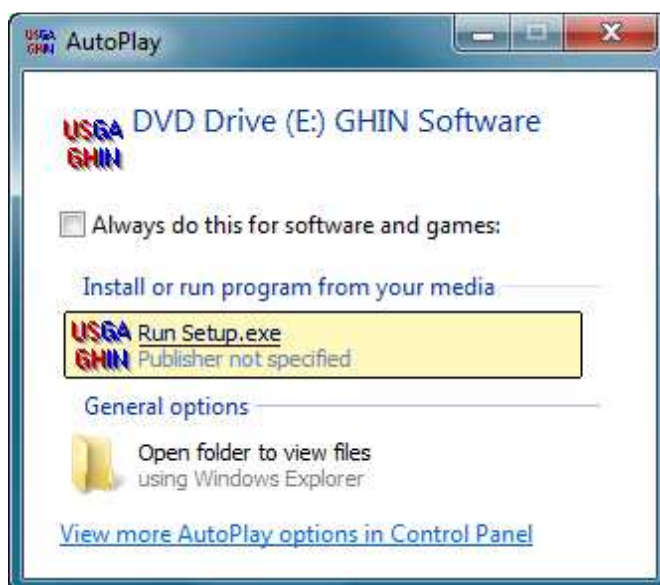 USGA
GHIN
AutoPlay
USGA
GHIN
DVD Drive (E:) GHIN Software
Always do this for software and games:
Install or run program from your media
USGA
GHIN
Run Setup.exe
Publisher not specified
General options
Open folder to view files
using Windows Explorer
View more AutoPlay options in Control Panel